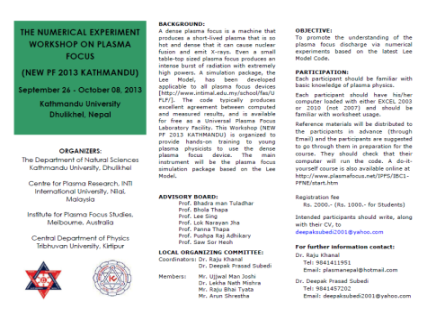 THE NUMERICAL EXPERIMENT
WORKSHOP ON PLASMA
FOCUS
(NEW PF 2013 KATHMANDU)
September 26 - October 08, 2013
Kathmandu University
Dhulikhel, Nepal
ORGANIZERS:
The Department of Natural Sciences
Kathmandu University, Dhulikhel
Centre for Plasma Research, INTI
International University, Nilai,
Malaysia
Institute for Plasma Focus Studies,
Melbourne, Australia
Central Department of Physics
Tribhuvan University, Kirtipur
BACKGROUND:
A dense plasma focus is a machine that
produces a short-lived plasma that is so
hot and dense that it can cause nuclear
fusion and emit X-rays. Even a small
table-top sized plasma focus produces an
intense burst of radiation with extremely
high powers. A simulation package, the
Lee Model, has been developed
applicable to all plasma focus devices
[http://www.intimal.edu.my/school/fas/U
FLF/]. The code typically produces
excellent agreement between computed
and measured results, and is available
for free as a Universal Plasma Focus
Laboratory Facility. This Workshop (NEW
PF 2013 KATHMANDU) is organized to
provide hands-on training to young
plasma physicists to use the dense
plasma focus device. The main
instrument will be the plasma focus
simulation package based on the Lee
Model.
ADVISORY BOARD:
Prof. Bhadra man Tuladhar
Prof. Bhola Thapa
Prof. Lee Sing
Prof. Lok Narayan Jha
Prof. Panna Thapa
Prof. Pushpa Raj Adhikary
Prof. Saw Sor Heoh
LOCAL ORGANIZING COMMITTEE:
Coordinators: Dr. Raju Khanal
Dr. Deepak Prasad Subedi
Members: Mr. Ujjwal Man Joshi
Dr. Lekha Nath Mishra
Mr. Raju Bhai Tyata
Mr. Arun Shrestha
OBJECTIVE:
To promote the understanding of the
plasma focus discharge via numerical
experiments based on the latest Lee
Model Code.
PARTICIPATION:
Each participant should be familiar with
basic knowledge of plasma physics.
Each participant should have his/her
computer loaded with either EXCEL 2003
or 2010 (not 2007) and should be
familiar with worksheet usage.
Reference materials will be distributed to
the participants in advance (through
Email) and the participants are suggested
to go through them in preparation for the
course. They should check that their
computer will run the code. A do-it-
yourself course is also available online at
http://www.plasmafocus.net/IPFS/IBC1-
PFNE/start.htm
Registration fee
Rs. 2000.- (Rs. 1000.- for Students)
Intended participants should write, along
with their CV, to
deepaksubedi2001@yahoo.com
For further information contact:
Dr. Raju Khanal
Tel: 9841411951
Email: plasmanepal@hotmail.com
Dr. Deepak Prasad Subedi
Tel: 9841457202
Email: deepaksubedi2001@yahoo.com